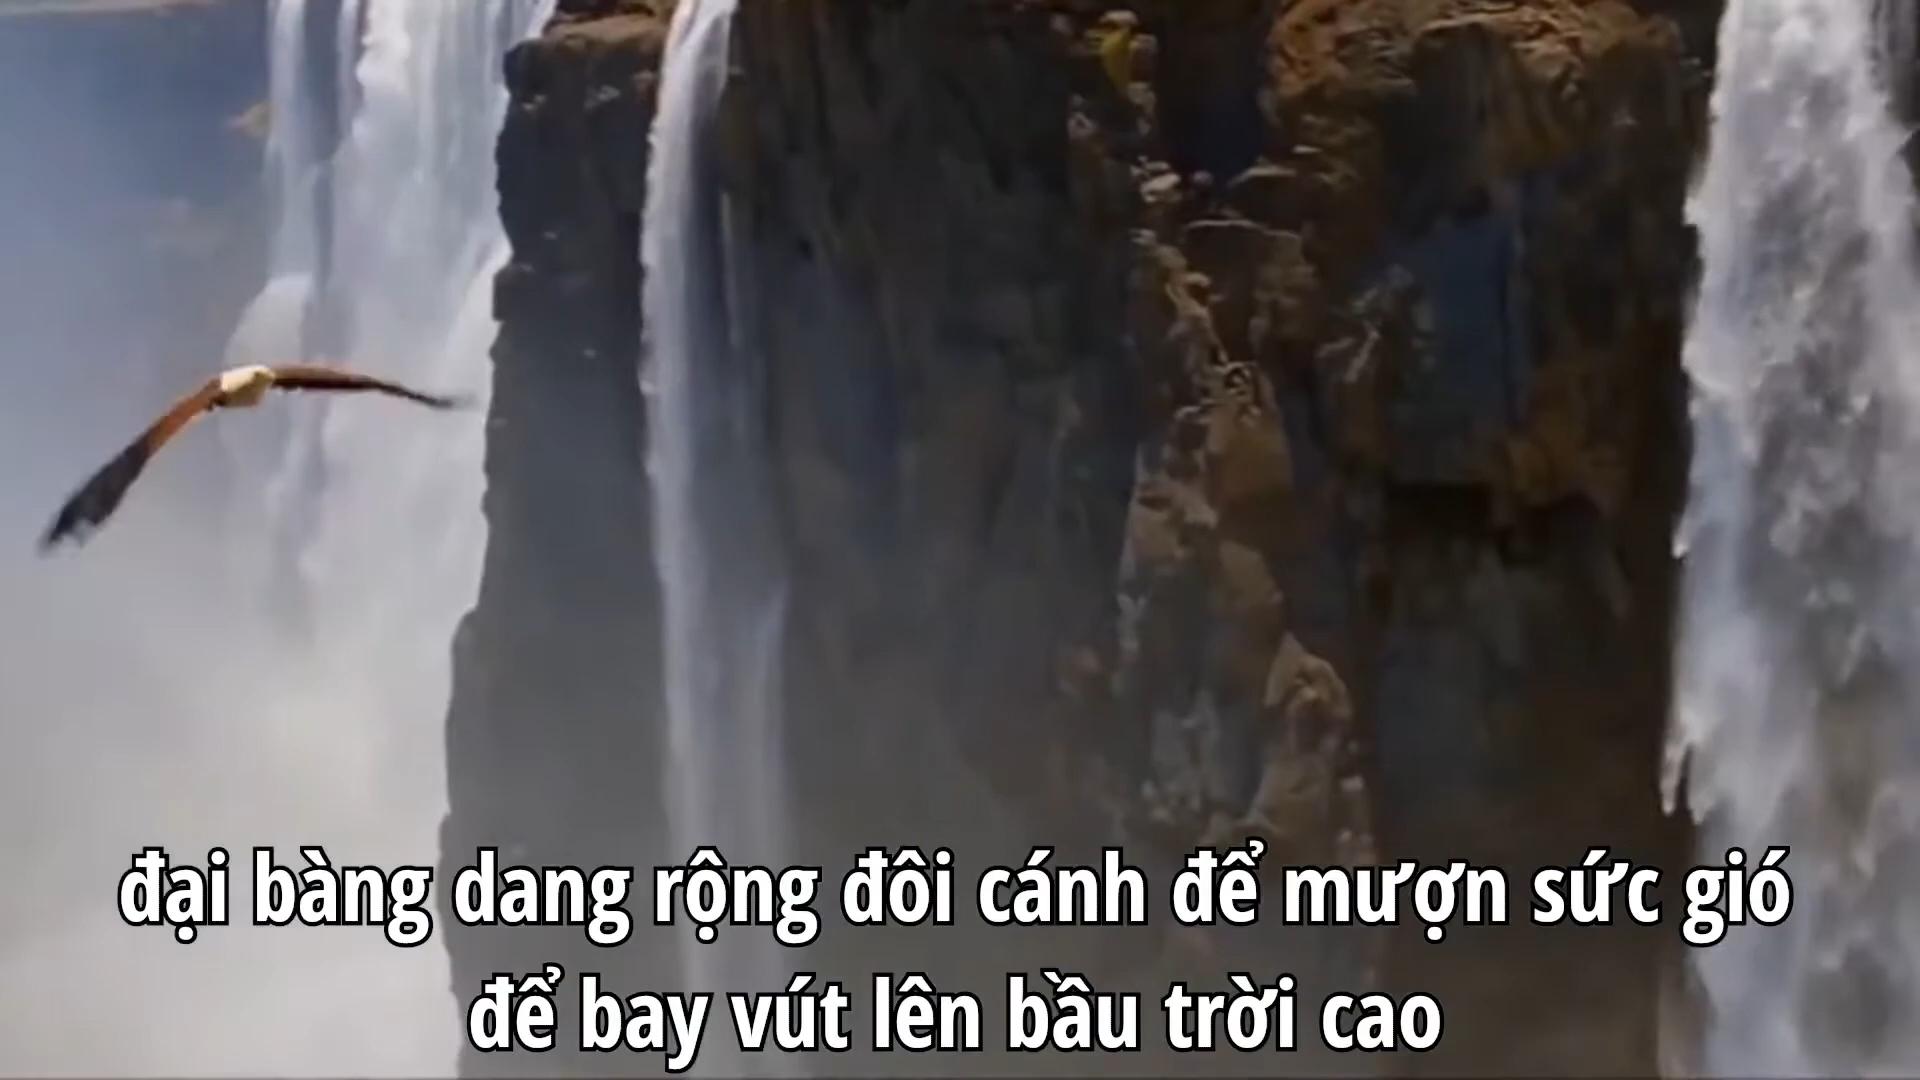 đại bàng dang rộng đôi cánh để mượn sức gió
để bay vút lên bầu trời cao